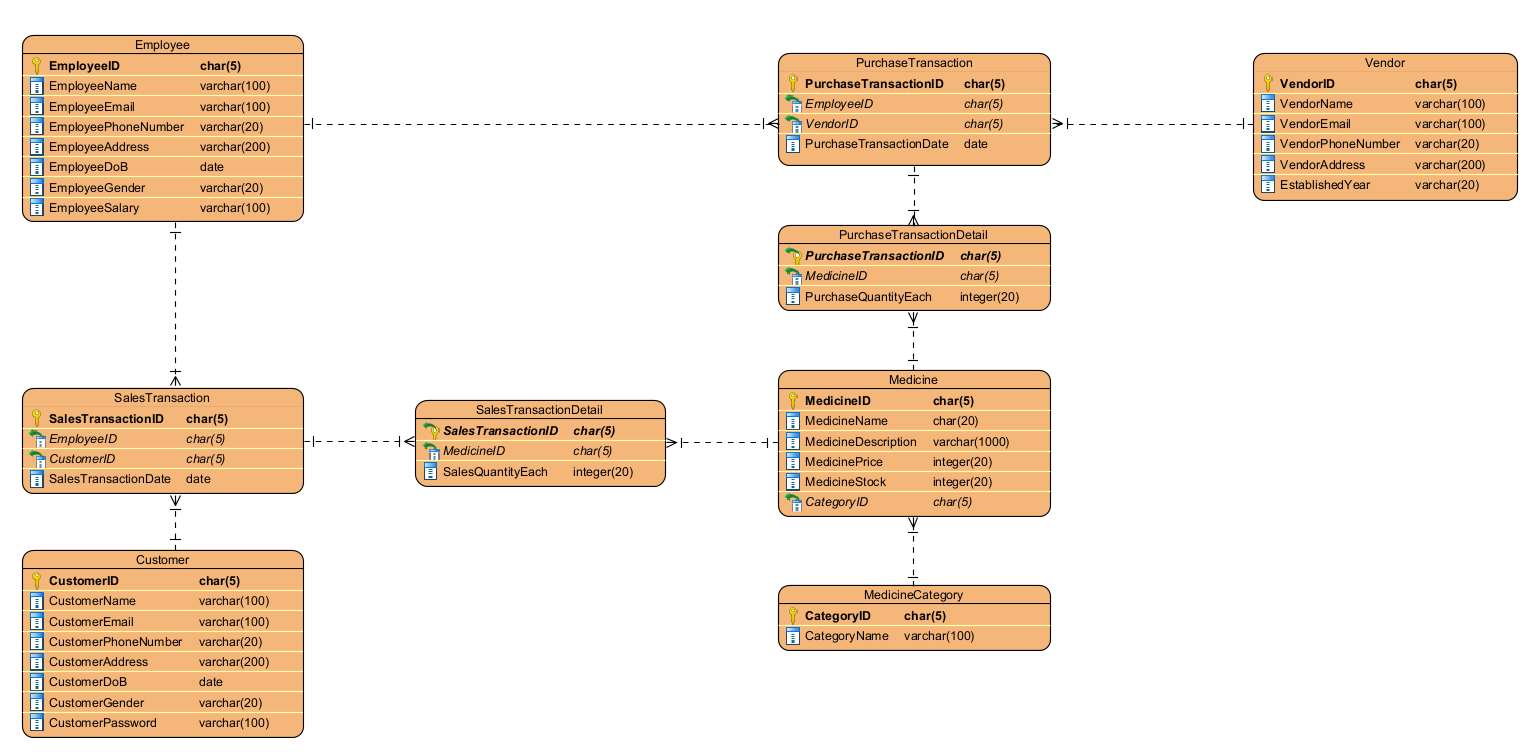 Employee
EmployeeID char(5)
EmployeeName varchar(100)
EmployeeEmail varchar(100)
EmployeePhoneNumber varchar(20)
EmployeeAddress varchar(200)
EmployeeDoB date
EmployeeGender varchar(20)
EmployeeSalary varchar(100)
PurchaseTransaction
PurchaseTransactionID char(5)
EmployeeID char(5)
VendorID char(5)
PurchaseTransactionDate date
Vendor
VendorID char(5)
VendorName varchar(100)
VendorEmail varchar(100)
VendorPhoneNumber varchar(20)
VendorAddress varchar(200)
EstablishedYear varchar(20)
PurchaseTransactionDetail
PurchaseTransactionID char(5)
MedicineID char(5)
PurchaseQuantityEach integer(20)
SalesTransaction
SalesTransactionID char(5)
EmployeeID char(5)
CustomerID char(5)
SalesTransactionDate date
SalesTransactionDetail
SalesTransactionID char(5)
MedicineID char(5)
SalesQuantityEach integer(20)
Medicine
MedicineID char(5)
MedicineName char(20)
MedicineDescription varchar(1000)
MedicinePrice integer(20)
MedicineStock integer(20)
CategoryID char(5)
Customer
CustomerID char(5)
CustomerName varchar(100)
CustomerEmail varchar(100)
CustomerPhoneNumber varchar(20)
CustomerAddress varchar(200)
CustomerDoB date
CustomerGender varchar(20)
CustomerPassword varchar(100)
MedicineCategory
CategoryID char(5)
CategoryName varchar(100)